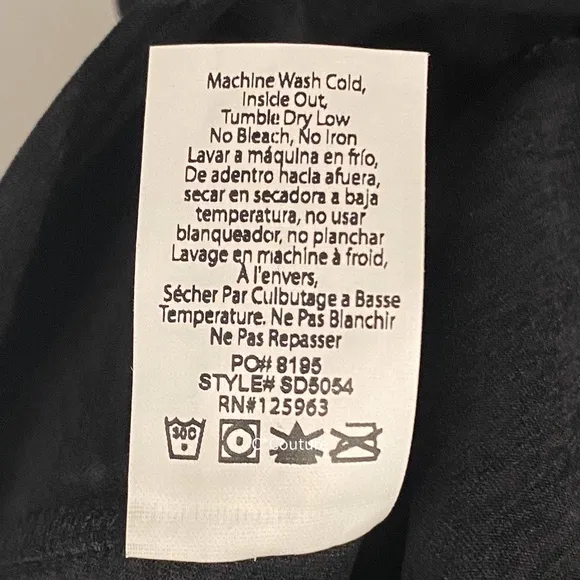 Machine Wash Cold,
Inside Out,
Tumble Dry Low
No Bleach, No Iron
Lavar a máquina en frío,
De adentro hacia afuera,
secar en secadora a baja
temperatura, no usar
blanqueador, no planchar
Lavage en machine à froid,
À l'envers,
Sécher Par Culbutage a Basse
Temperature. Ne Pas Blanchir
Ne Pas Repasser
PO# 8195
STYLE# SD5054
RN#125963
30C